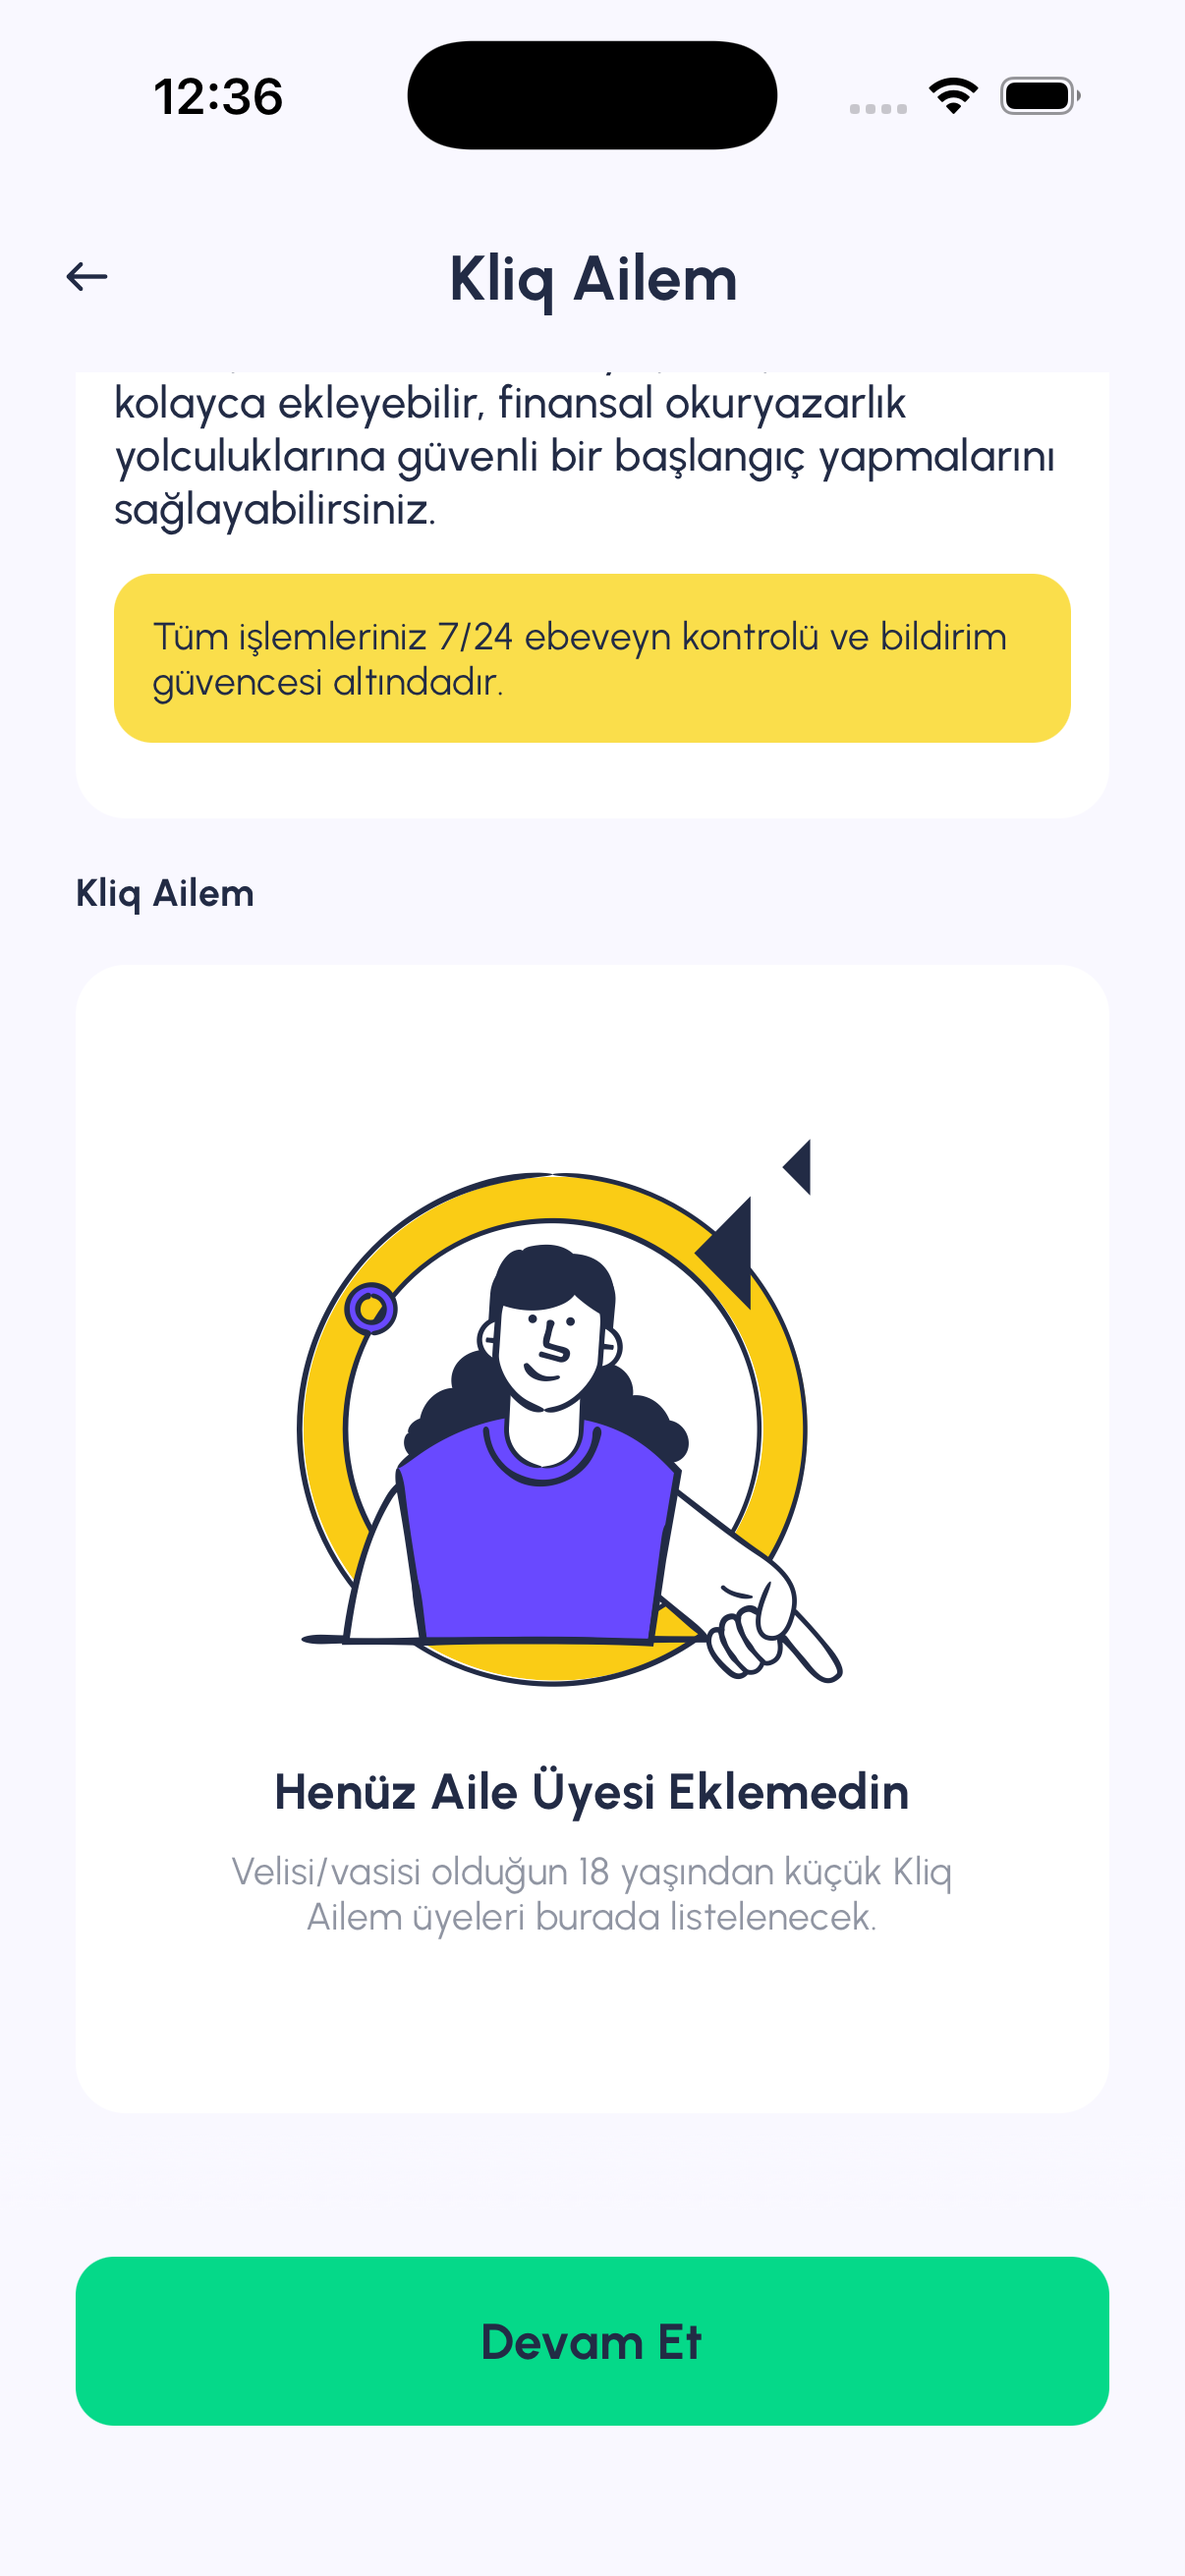 12:36
Kliq Ailem
kolayca ekleyebilir, finansal okuryazarlık
yolculuklarına güvenli bir başlangıç yapmalarını
sağlayabilirsiniz.
Tüm işlemleriniz 7/24 ebeveyn kontrolü ve bildirim
güvencesi altındadır.
Kliq Ailem
Henüz Aile Üyesi Eklemedin
Velisi/vasisi olduğun 18 yaşından küçük Kliq
Ailem üyeleri burada listelenecek.
Devam Et